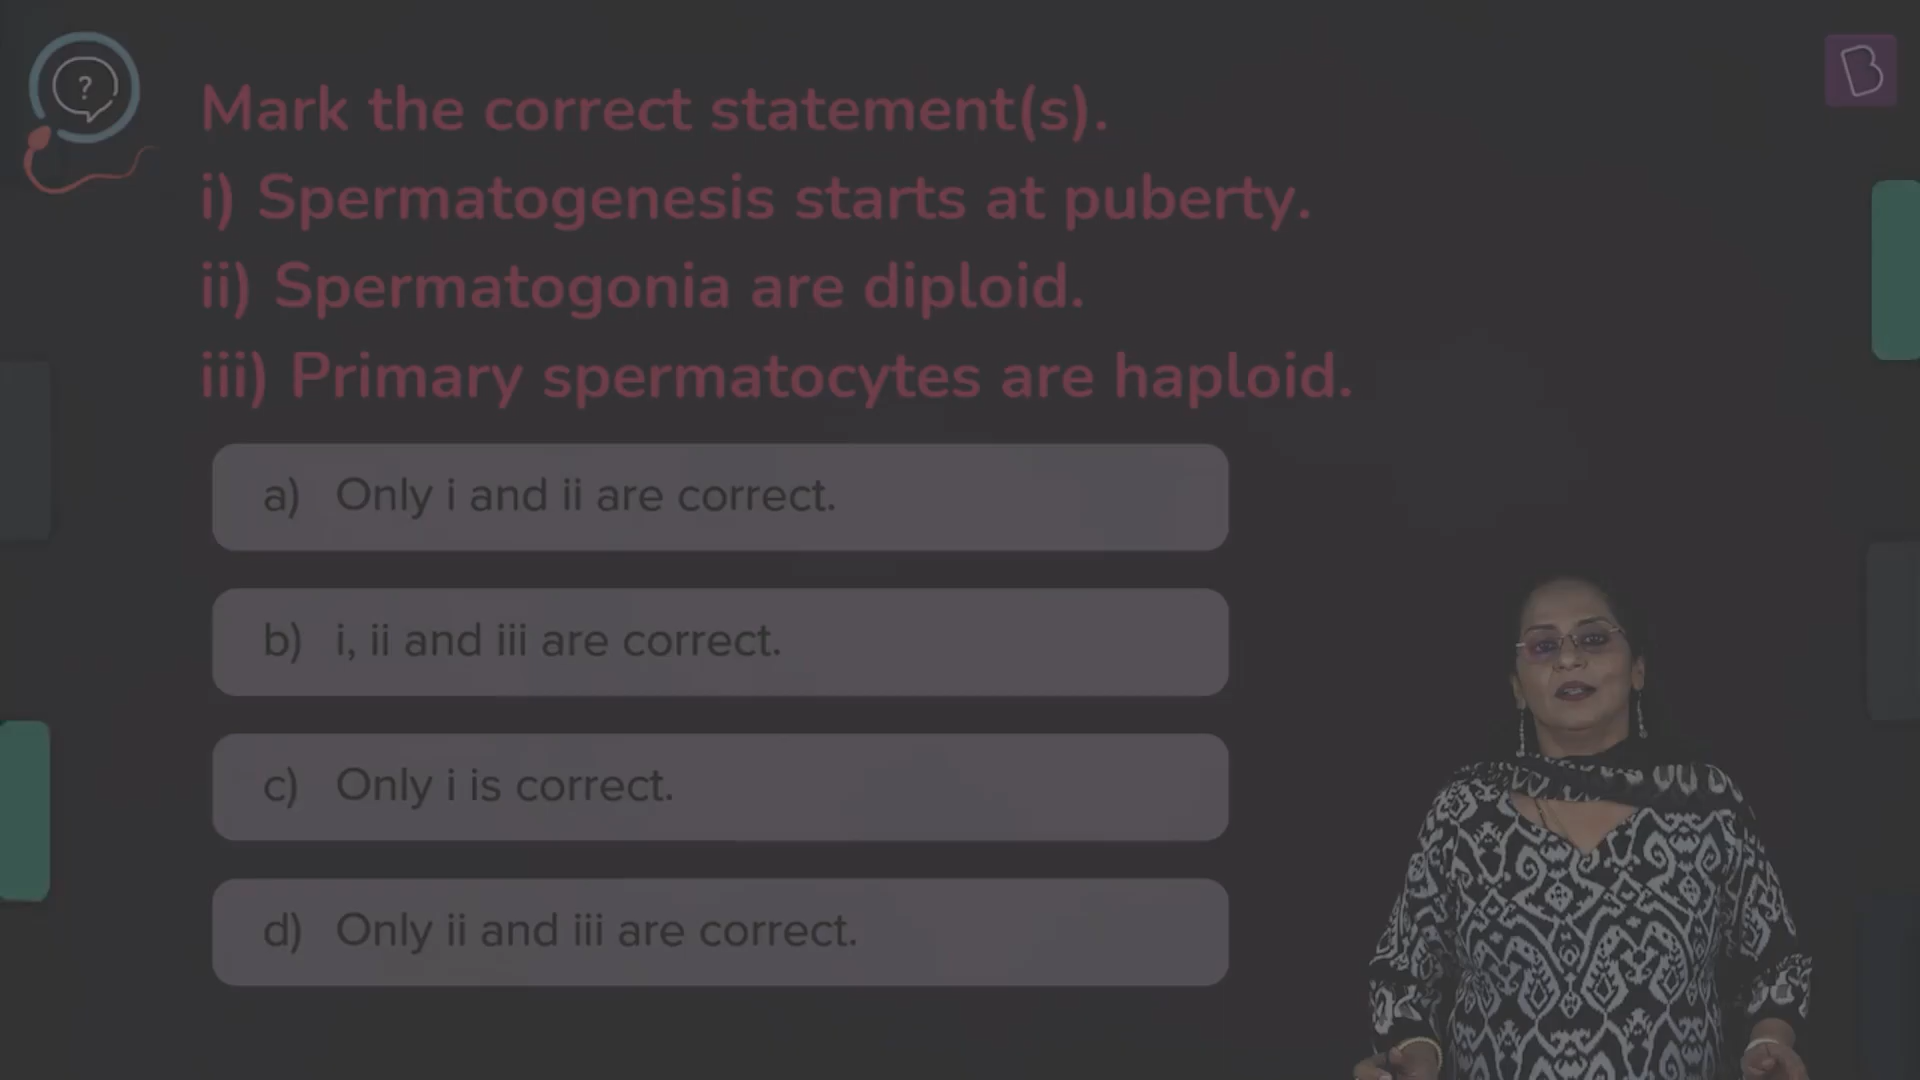 ?
B
Mark the correct statement(s).
i) Spermatogenesis starts at puberty.
ii) Spermatogonia are diploid.
iii) Primary spermatocytes are haploid.
a) Only i and ii are correct.
b) i, ii and iii are correct.
c) Only i is correct.
d) Only ii and iii are correct.